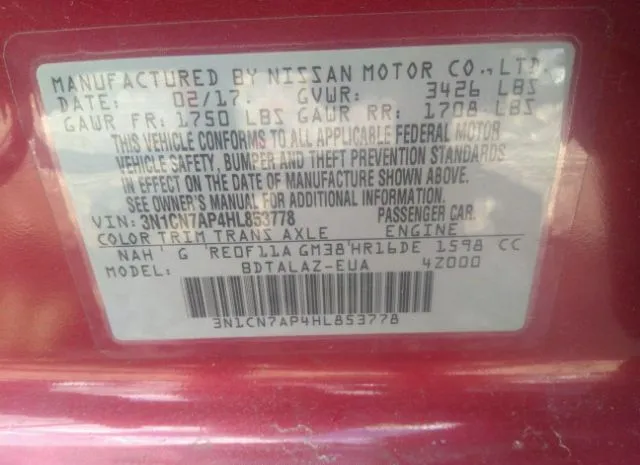 MANUFACTURED BY NISSAN MOTOR CO., LTD.
DATE: 02/17. GVWR: 3426 LBS
GAWR FR: 1750 LBS GAWR RR: 1708 LBS
THIS VEHICLE CONFORMS TO ALL APPLICABLE FEDERAL MOTOR
VEHICLE SAFETY, BUMPER AND THEFT PREVENTION STANDARDS
IN EFFECT ON THE DATE OF MANUFACTURE SHOWN ABOVE.
SEE OWNER'S MANUAL FOR ADDITIONAL INFORMATION.
VIN: 3N1CN7AP4HL853778 PASSENGER CAR.
COLOR TRIM TRANS AXLE ENGINE
NAH G RE0F11A GM38 HR16DE 1598 CC
MODEL: BDTALAZ-EUA 4Z000
3N1CN7AP4HL853778